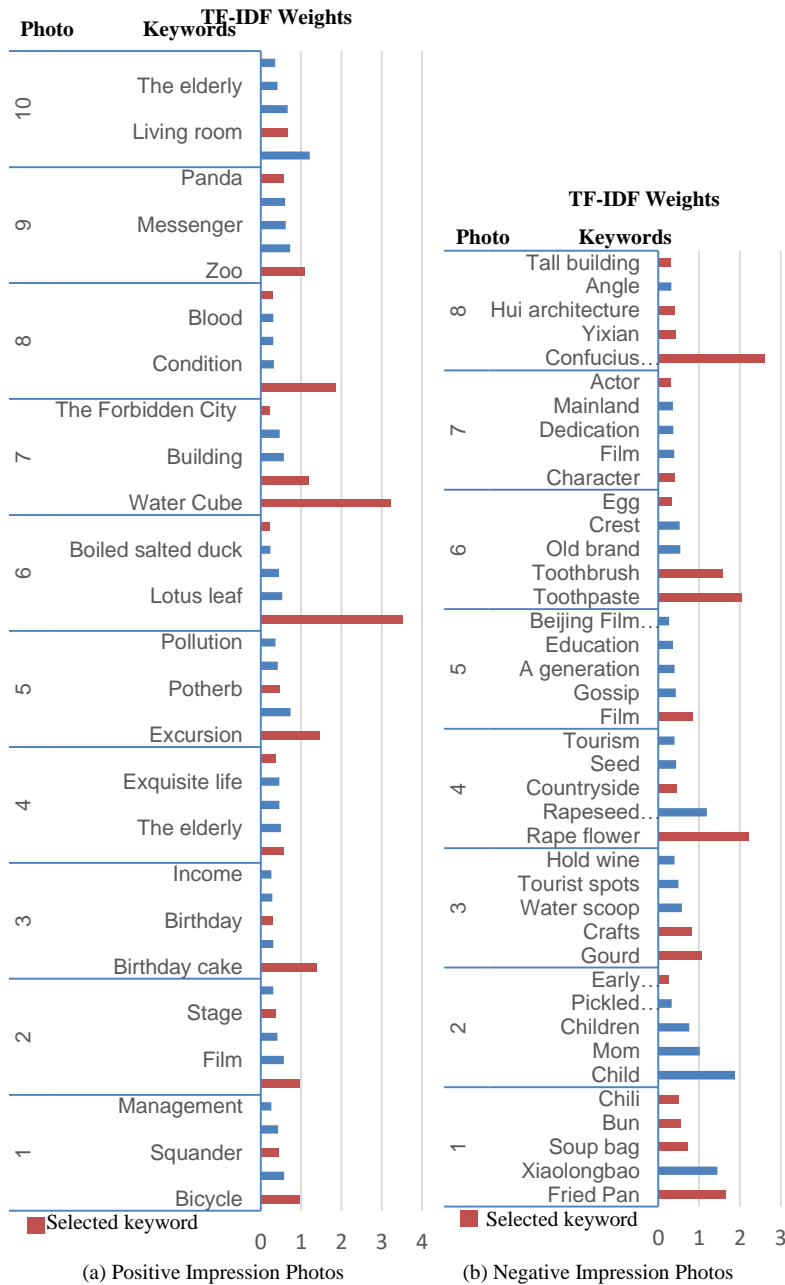 TF-IDF Weights
Photo Keywords
10
The elderly
Living room
9
Panda
Messenger
Zoo
8
Blood
Condition
7
The Forbidden City
Building
Water Cube
6
Boiled salted duck
Lotus leaf
5
Pollution
Potherb
Excursion
4
Exquisite life
The elderly
3
Income
Birthday
Birthday cake
2
Stage
Film
1
Management
Squander
Bicycle
Selected keyword
0 1 2 3 4
(a) Positive Impression Photos
TF-IDF Weights
Photo Keywords
8
Tall building
Angle
Hui architecture
Yixian
Confucius…
7
Actor
Mainland
Dedication
Film
Character
6
Egg
Crest
Old brand
Toothbrush
Toothpaste
5
Beijing Film…
Education
A generation
Gossip
Film
4
Tourism
Seed
Countryside
Rapeseed…
Rape flower
3
Hold wine
Tourist spots
Water scoop
Crafts
Gourd
2
Early…
Pickled…
Children
Mom
Child
1
Chili
Bun
Soup bag
Xiaolongbao
Fried Pan
Selected keyword
0 1 2 3
(b) Negative Impression Photos